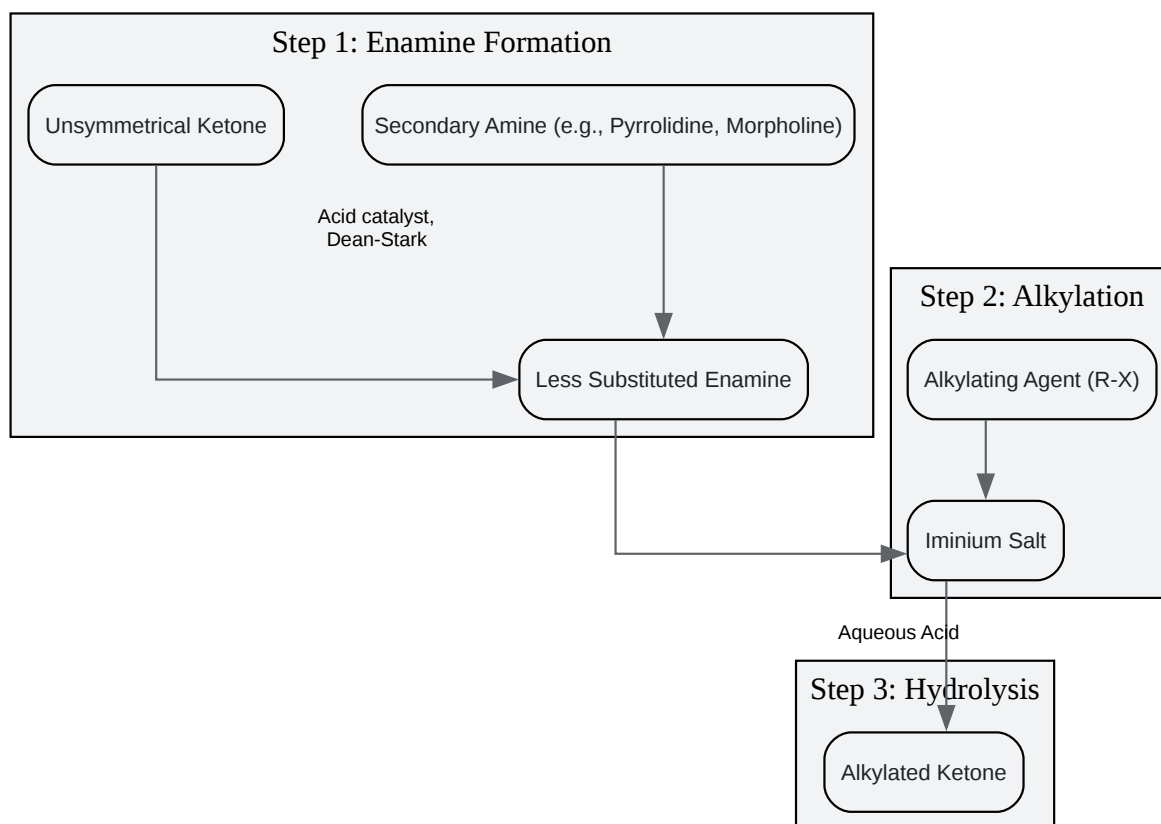 Step 1: Enamine Formation
Unsymmetrical Ketone
Secondary Amine (e.g., Pyrrolidine, Morpholine)
Acid catalyst,
Dean-Stark
Less Substituted Enamine
Step 2: Alkylation
Alkylating Agent (R-X)
Iminium Salt
Aqueous Acid
Step 3: Hydrolysis
Alkylated Ketone